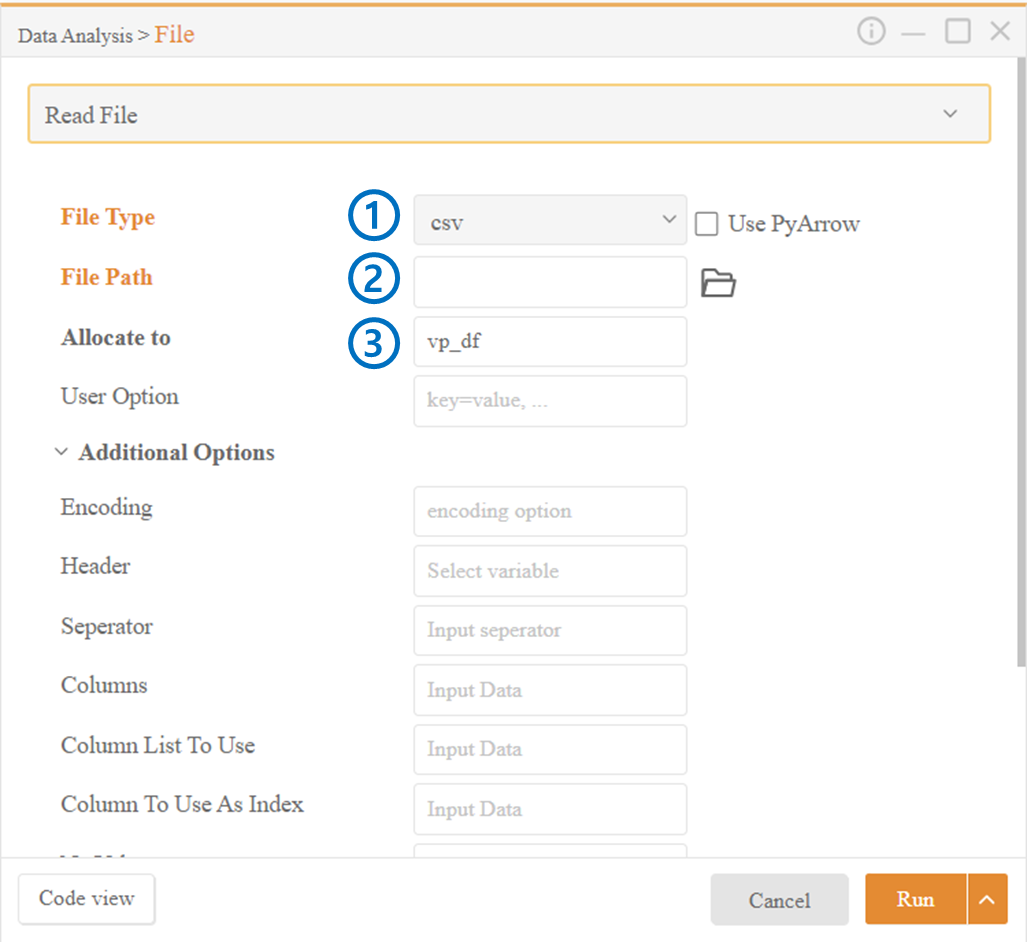 Data Analysis > File
Read File
File Type ① csv Use PyArrow
File Path ②
Allocate to ③ vp_df
User Option key=value, ...
Additional Options
Encoding encoding option
Header Select variable
Seperator Input seperator
Columns Input Data
Column List To Use Input Data
Column To Use As Index Input Data
Code view Cancel Run